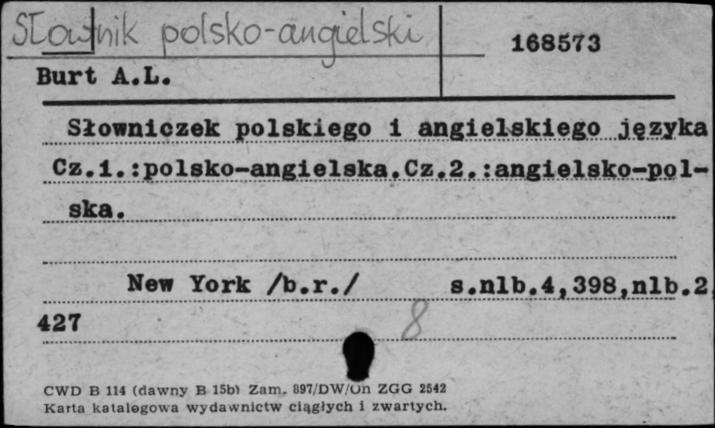 Słownik polsko-angielski
168573
Burt A.L.
Słowniczek polskiego i angielskiego języka
Cz.1.:polsko-angielska.Cz.2.:angielsko-pol-
ska.
New York /b.r./ s.nlb.4,398,nlb.2,
427
8
CWD B 114 (dawny B 15b) Zam. 897/DW/On ZGG 2542
Karta katalogowa wydawnictw ciągłych i zwartych.